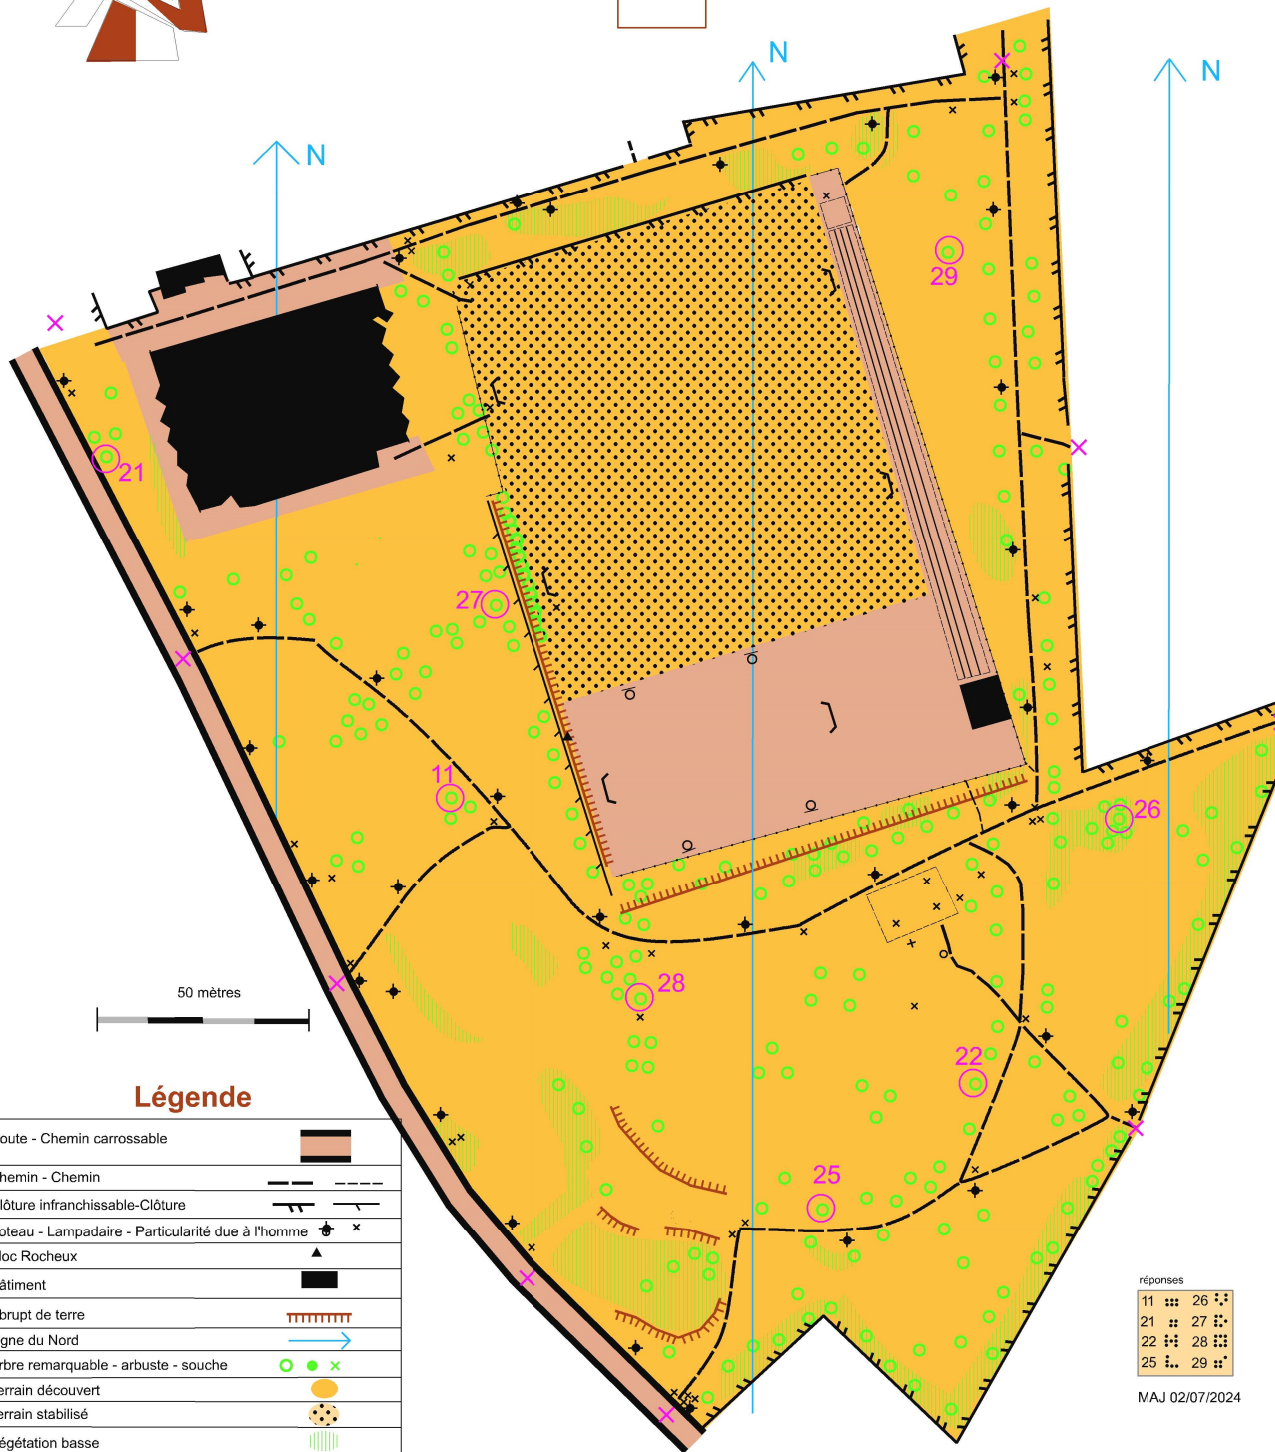 N
N
N
29
21
27
11
26
28
22
25
50 mètres
Légende
oute - Chemin carrossable
hemin - Chemin
lôture infranchissable-Clôture
oteau - Lampadaire - Particularité due à l'homme
loc Rocheux
âtiment
brupt de terre
igne du Nord
rbre remarquable - arbuste - souche
errain découvert
errain stabilisé
égétation basse
réponses
11 26
21 27
22 28
25 29
MAJ 02/07/2024